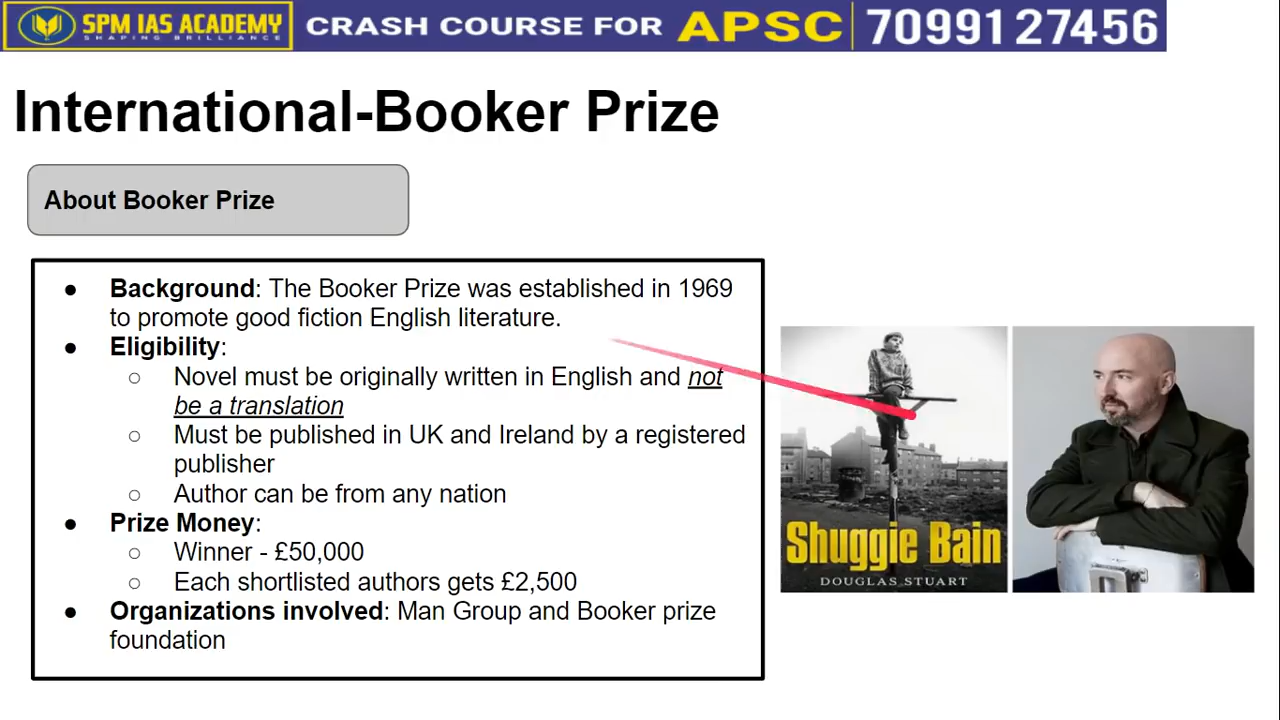 SPM IAS ACADEMY
SHAPING BRILLIANCE
CRASH COURSE FOR APSC 7099127456
International-Booker Prize
About Booker Prize
● Background: The Booker Prize was established in 1969
to promote good fiction English literature.
● Eligibility:
○ Novel must be originally written in English and not
be a translation
○ Must be published in UK and Ireland by a registered
publisher
○ Author can be from any nation
● Prize Money:
○ Winner - £50,000
○ Each shortlisted authors gets £2,500
● Organizations involved: Man Group and Booker prize
foundation
Shuggie Bain
DOUGLAS STUART